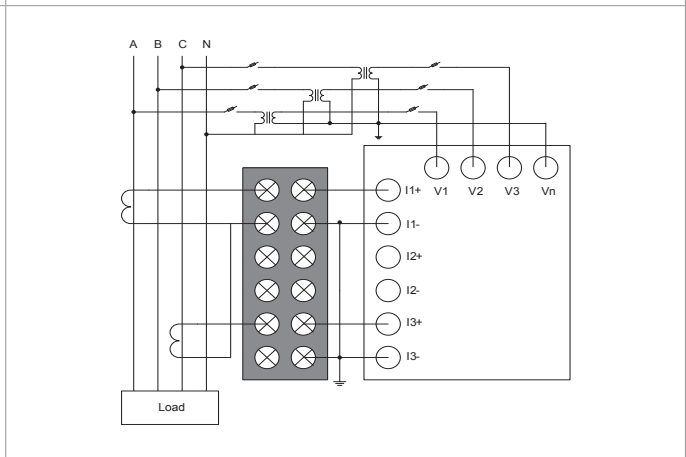 A B C N
V1 V2 V3 Vn
I1+
I1-
I2+
I2-
I3+
I3-
Load